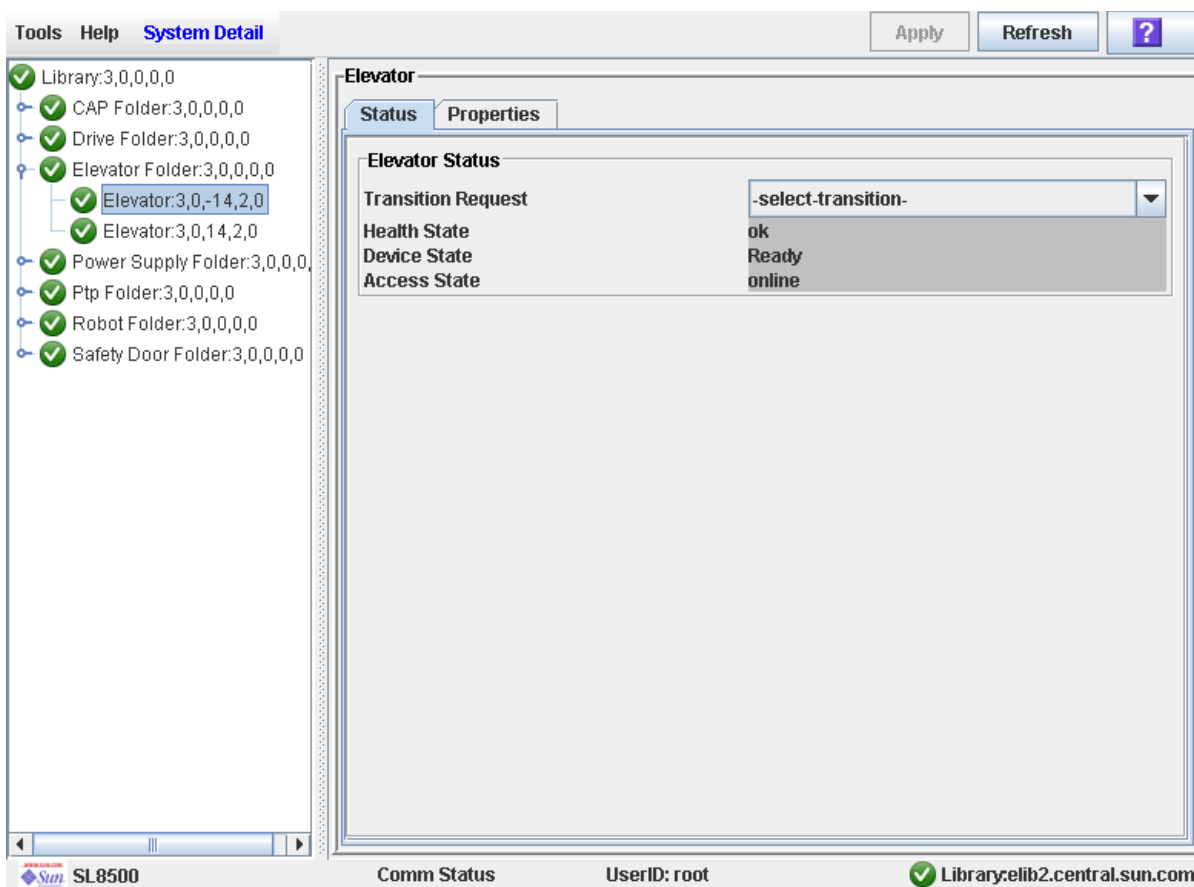 Tools Help System Detail Apply Refresh ?
Library:3,0,0,0,0
CAP Folder:3,0,0,0,0
Drive Folder:3,0,0,0,0
Elevator Folder:3,0,0,0,0
Elevator:3,0,-14,2,0
Elevator:3,0,14,2,0
Power Supply Folder:3,0,0,0,
Ptp Folder:3,0,0,0,0
Robot Folder:3,0,0,0,0
Safety Door Folder:3,0,0,0,0
Elevator
Status Properties
Elevator Status
Transition Request -select-transition-
Health State ok
Device State Ready
Access State online
Sun SL8500 Comm Status UserID: root Library:elib2.central.sun.com